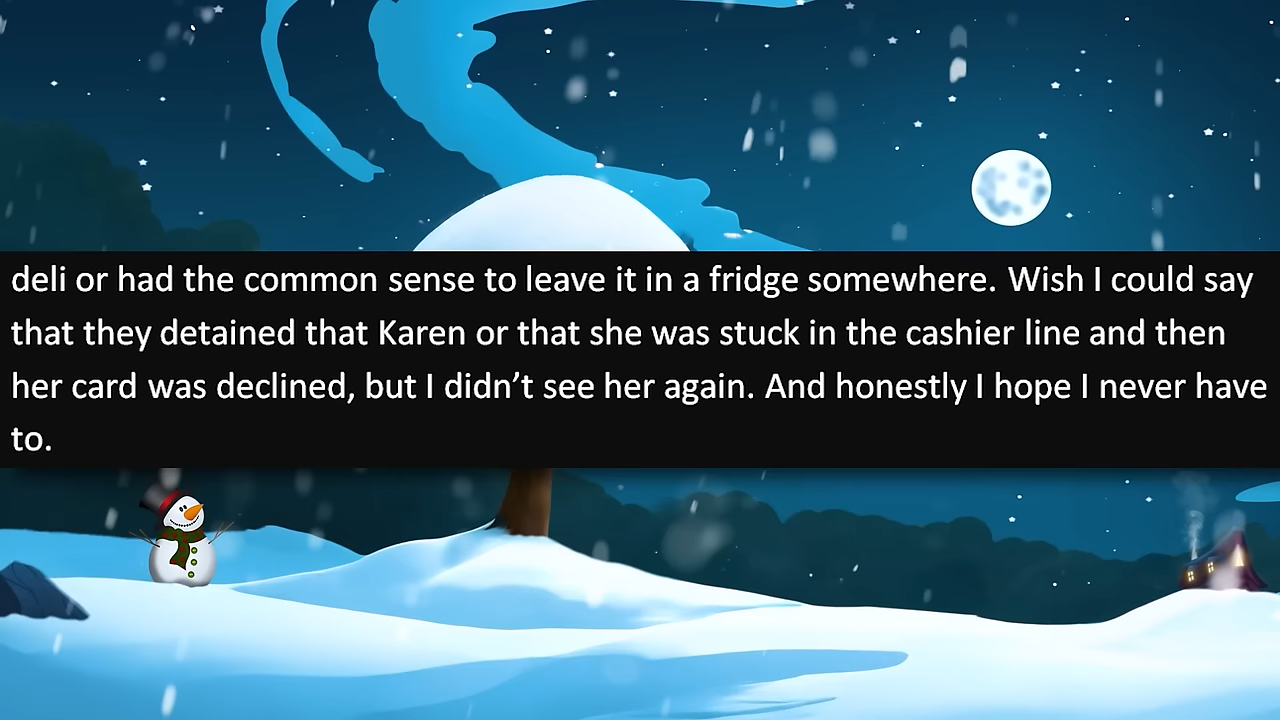 deli or had the common sense to leave it in a fridge somewhere. Wish I could say
that they detained that Karen or that she was stuck in the cashier line and then
her card was declined, but I didn’t see her again. And honestly I hope I never have
to.